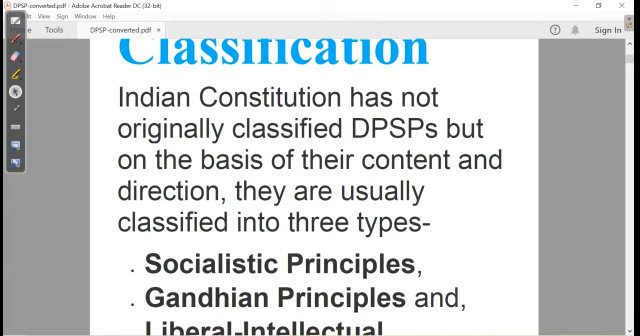 DPSP-converted.pdf - Adobe Acrobat Reader DC (32-bit)
Edit View Sign Window Help
Home Tools DPSP-converted.pdf × Sign In
Classification
Indian Constitution has not
originally classified DPSPs but
on the basis of their content and
direction, they are usually
classified into three types-
. Socialistic Principles,
. Gandhian Principles and,
Liberal-Intellectual